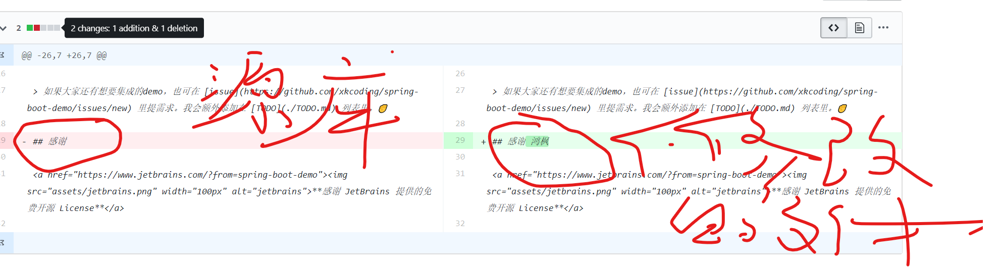 2 2 changes: 1 addition & 1 deletion
@@ -26,7 +26,7 @@
6
7 > 如果大家还有想要集成的demo，也可在 [issue](https://github.com/xkcoding/spring-
boot-demo/issues/new) 里提需求。我会额外添加在 [TODO](./TODO.md) 列表里。✊
8
9 - ## 感谢
0
1 <a href="https://www.jetbrains.com/?from=spring-boot-demo"><img
src="assets/jetbrains.png" width="100px" alt="jetbrains">**感谢 JetBrains 提供的免
费开源 License**</a>
2
26
27 > 如果大家还有想要集成的demo，也可在 [issue](https://github.com/xkcoding/spring-
boot-demo/issues/new) 里提需求。我会额外添加在 [TODO](./TODO.md) 列表里。✊
28
29 + ## 感谢 鸿枫
30
31 <a href="https://www.jetbrains.com/?from=spring-boot-demo"><img
src="assets/jetbrains.png" width="100px" alt="jetbrains">**感谢 JetBrains 提供的免
费开源 License**</a>
32